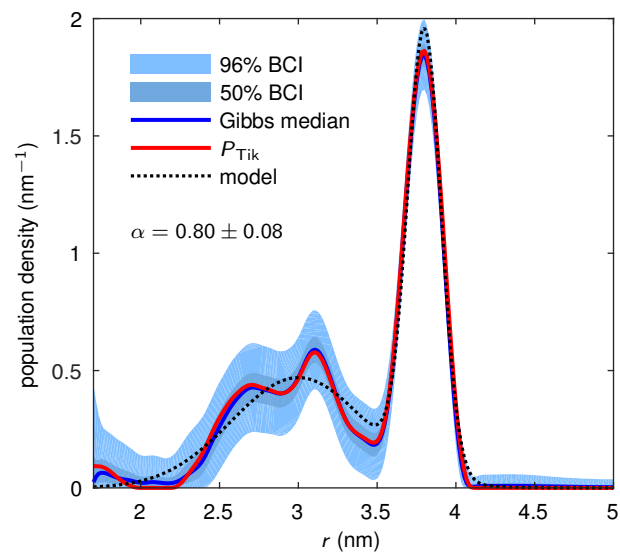 2
1.5
1
0.5
0
population density (nm⁻¹)
96% BCI
50% BCI
Gibbs median
P_Tik
model
α = 0.80 ± 0.08
2 2.5 3 3.5 4 4.5 5
r (nm)